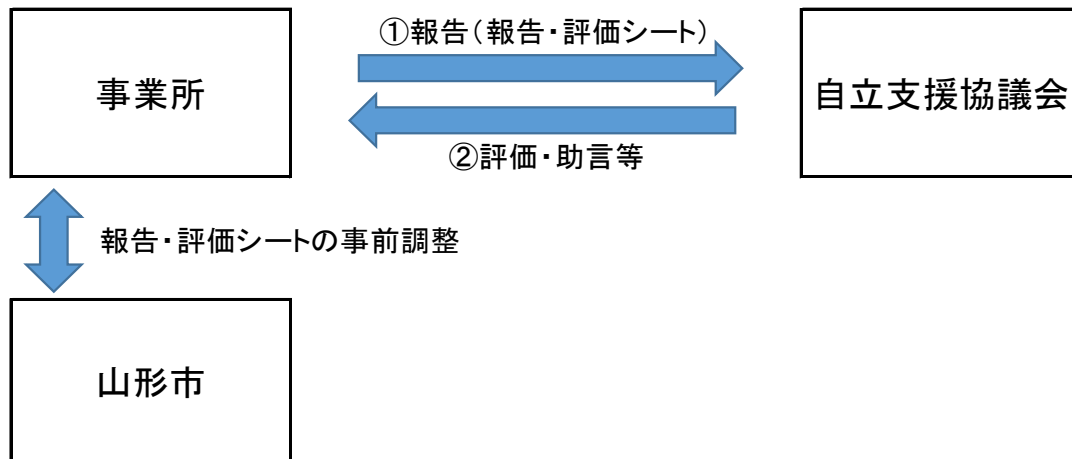 ①報告（報告・評価シート）
事業所
自立支援協議会
②評価・助言等
報告・評価シートの事前調整
山形市